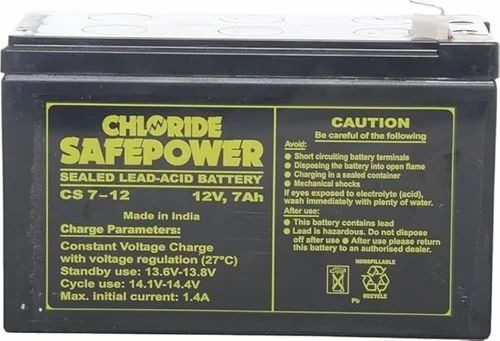 CHLORIDE
SAFEPOWER
SEALED LEAD-ACID BATTERY
CS 7-12 12V, 7Ah
Made in India
Charge Parameters:
Constant Voltage Charge
with voltage regulation (27°C)
Standby use: 13.6V-13.8V
Cycle use: 14.1V-14.4V
Max. initial current: 1.4A
CAUTION
Be careful of the following
Avoid:
• Short circuiting battery terminals
• Disposing battery into open flame
• Charging in a sealed container
• Mechanical shocks
If eyes exposed to electrolyte (acid),
wash immediately with plenty of water.
After use:
• This battery contains lead
• Lead is hazardous. Do not dispose
off after use • After use please return
this battery to an authorised dealer.
NONSPILLABLE
Pb
RECYCLE